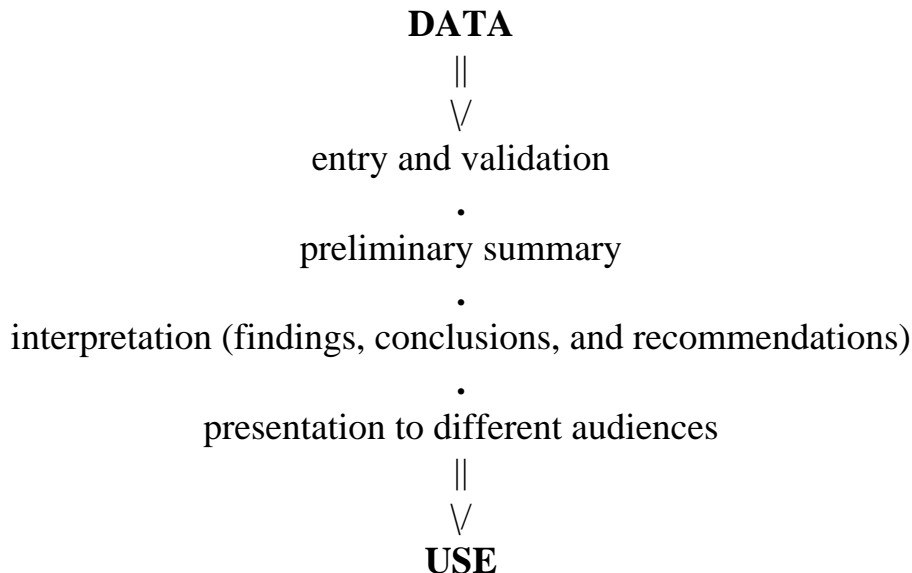 DATA
||
\/
entry and validation
.
preliminary summary
.
interpretation (findings, conclusions, and recommendations)
.
presentation to different audiences
||
\/
USE